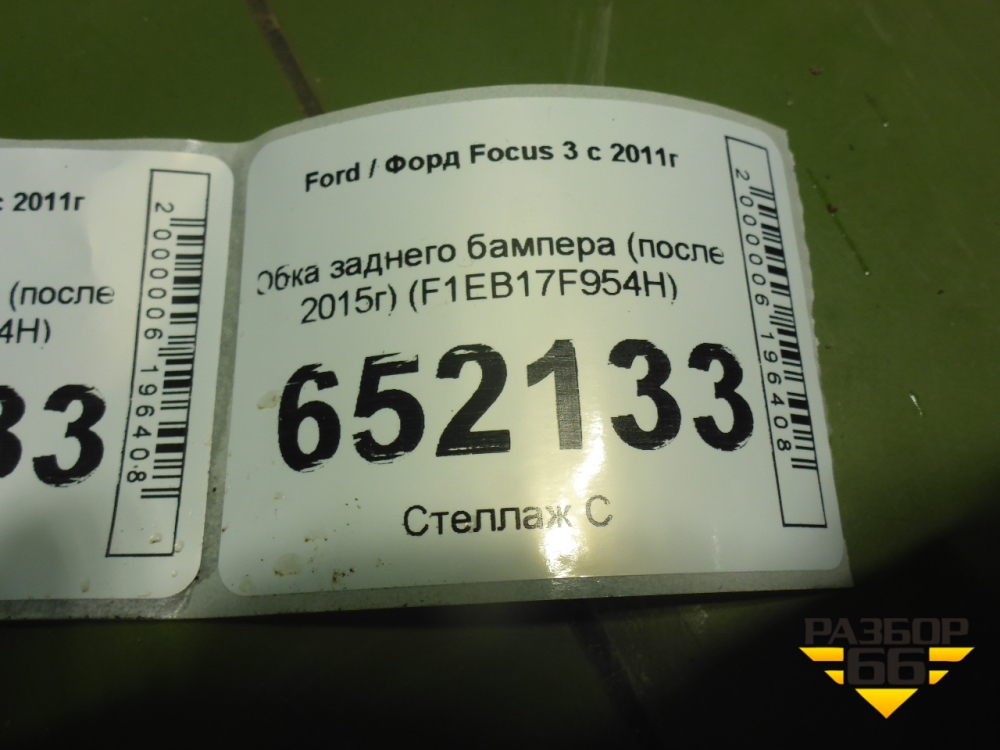 с 2011г
(после
4H)
33
2000006196408
Ford / Форд Focus 3 с 2011г
Юбка заднего бампера (после
2015г) (F1EB17F954H)
652133
Стеллаж С
2000006196408
РАЗБОР
66